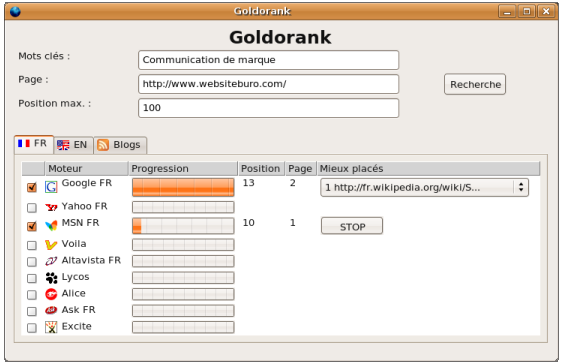 Goldorank
Goldorank
Mots clés :
Communication de marque
Page :
http://www.websiteburo.com/
Recherche
Position max. :
100
FR EN Blogs
Moteur Progression Position Page Mieux placés
Google FR 13 2 1 http://fr.wikipedia.org/wiki/S...
Yahoo FR
MSN FR 10 1 STOP
Voila
Altavista FR
Lycos
Alice
Ask FR
Excite